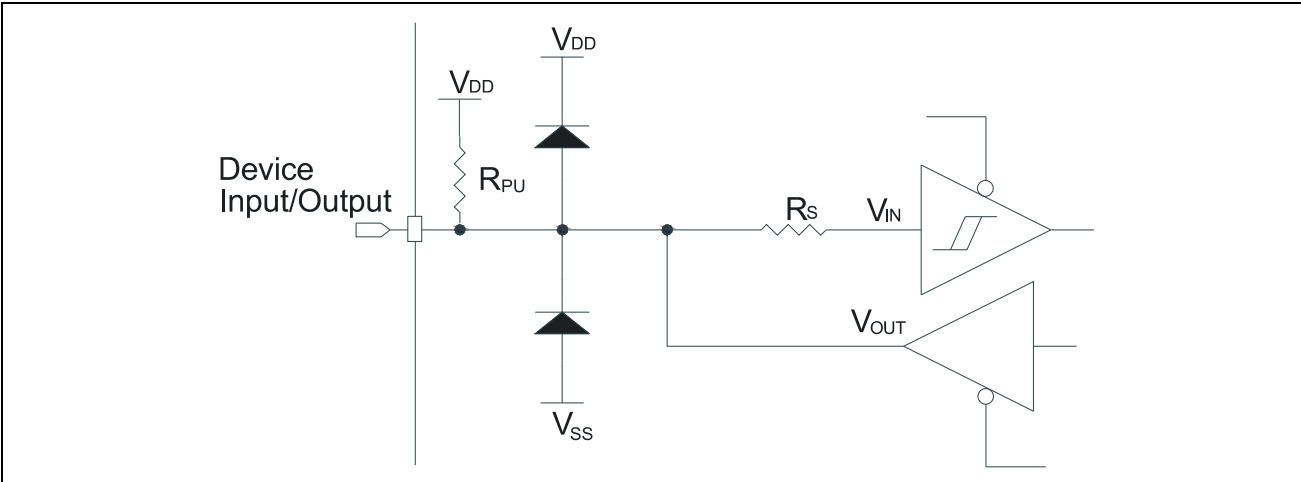 VDD
VDD
Device
Input/Output
RPU
RS
VIN
VOUT
VSS